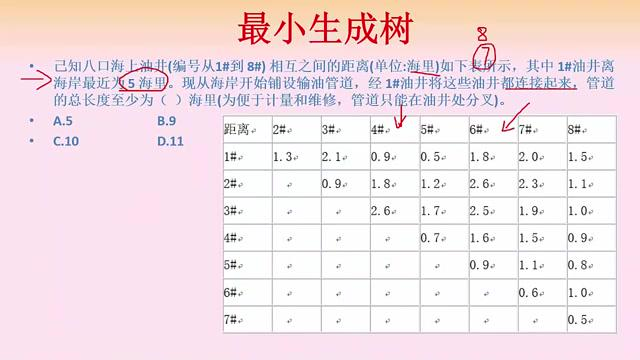 最小生成树
8
7
• 已知八口海上油井(编号从1#到 8#) 相互之间的距离(单位:海里)如下表所示，其中 1#油井离
海岸最近为 5 海里。现从海岸开始铺设输油管道，经 1#油井将这些油井都连接起来，管道
的总长度至少为（ ）海里(为便于计量和维修，管道只能在油井处分叉)。
• A.5 B.9
• C.10 D.11
距离 2# 3# 4# 5# 6# 7# 8#
1# 1.3 2.1 0.9 0.5 1.8 2.0 1.5
2# 0.9 1.8 1.2 2.6 2.3 1.1
3# 2.6 1.7 2.5 1.9 1.0
4# 0.7 1.6 1.5 0.9
5# 0.9 1.1 0.8
6# 0.6 1.0
7# 0.5